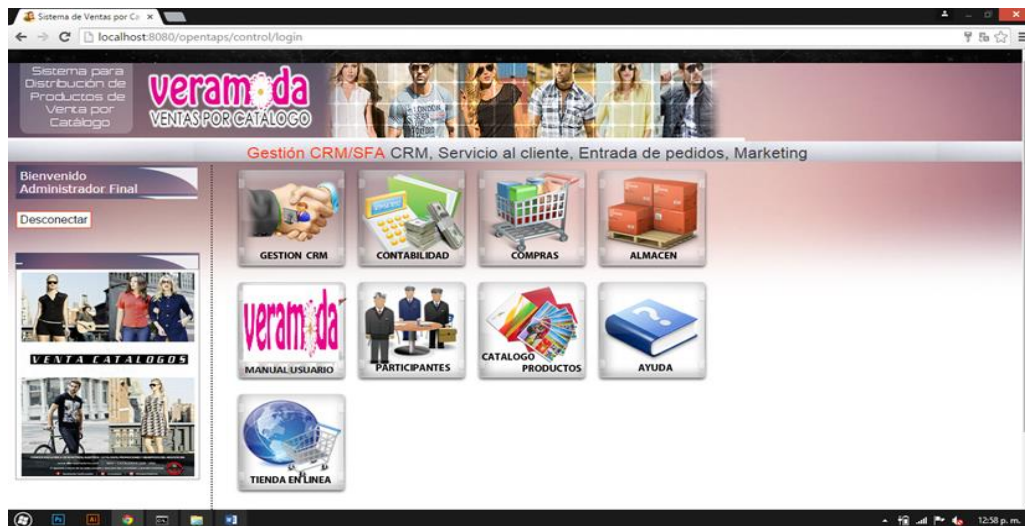 Sistema de Ventas por Ca
localhost:8080/opentaps/control/login
Sistema para
Distribución de
Productos de
Venta por
Catálogo
veramoda
VENTAS POR CATÁLOGO
Gestión CRM/SFA CRM, Servicio al cliente, Entrada de pedidos, Marketing
Bienvenido
Administrador Final
Desconectar
VENTA CATALOGOS
GESTION CRM
CONTABILIDAD
COMPRAS
ALMACEN
veramoda
MANUAL USUARIO
PARTICIPANTES
CATALOGO
PRODUCTOS
AYUDA
TIENDA EN LINEA
12:58 p. m.